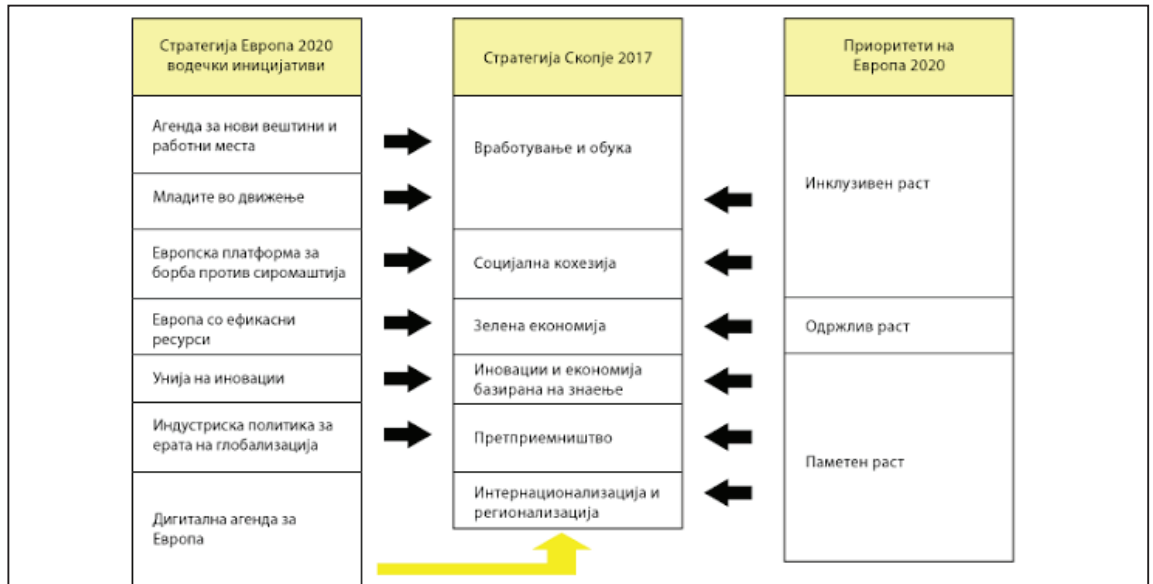 Стратегија Европа 2020
водечки иницијативи
Агенда за нови вештини и
работни места
Младите во движење
Европска платформа за
борба против сиромаштија
Европа со ефикасни
ресурси
Унија на иновации
Индустриска политика за
ерата на глобализација
Дигитална агенда за
Европа
Стратегија Скопје 2017
Вработување и обука
Социјална кохезија
Зелена економија
Иновации и економија
базирана на знаење
Претприемништво
Интернационализација и
регионализација
Приоритети на
Европа 2020
Инклузивен раст
Одржлив раст
Паметен раст